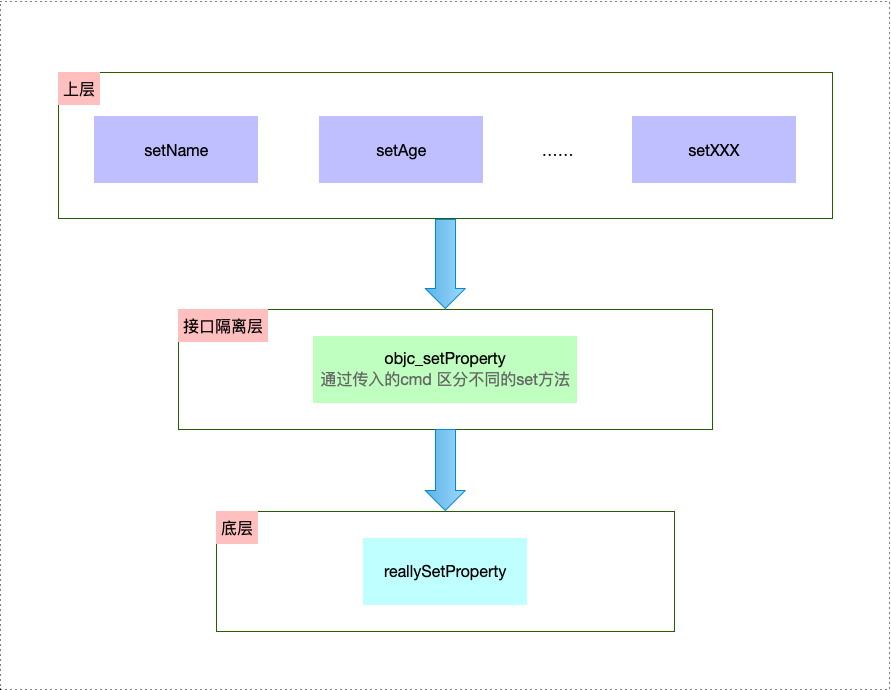 上层
setName
setAge
······
setXXX
接口隔离层
objc_setProperty
通过传入的cmd 区分不同的set方法
底层
reallySetProperty